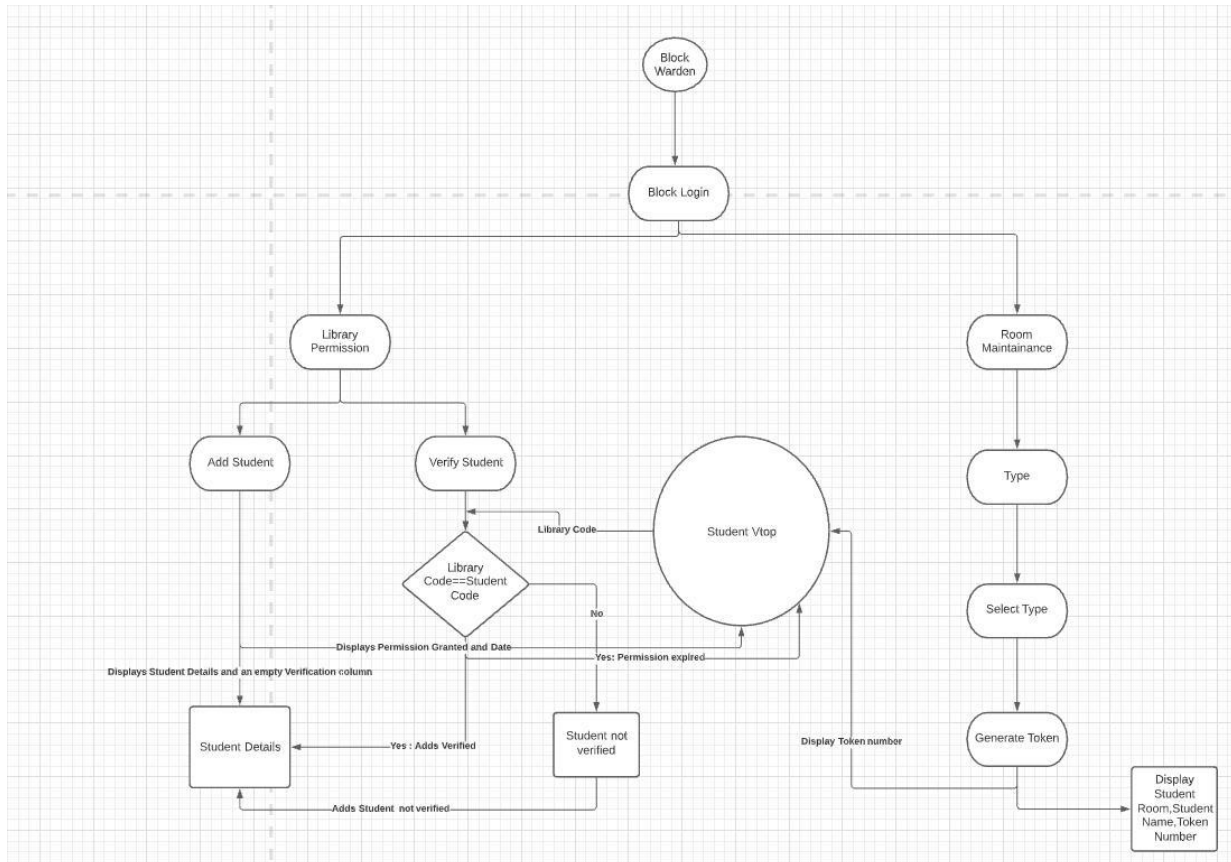 Block
Warden
Block Login
Library
Permission
Room
Maintainance
Add Student
Verify Student
Type
Library Code
Student Vtop
Library
Code==Student
Code
Select Type
No
Displays Permission Granted and Date
Yes: Permission expired
Displays Student Details and an empty Verification column
Student Details
Yes : Adds Verified
Student not
verified
Display Token number
Generate Token
Adds Student not verified
Display
Student
Room,Student
Name,Token
Number